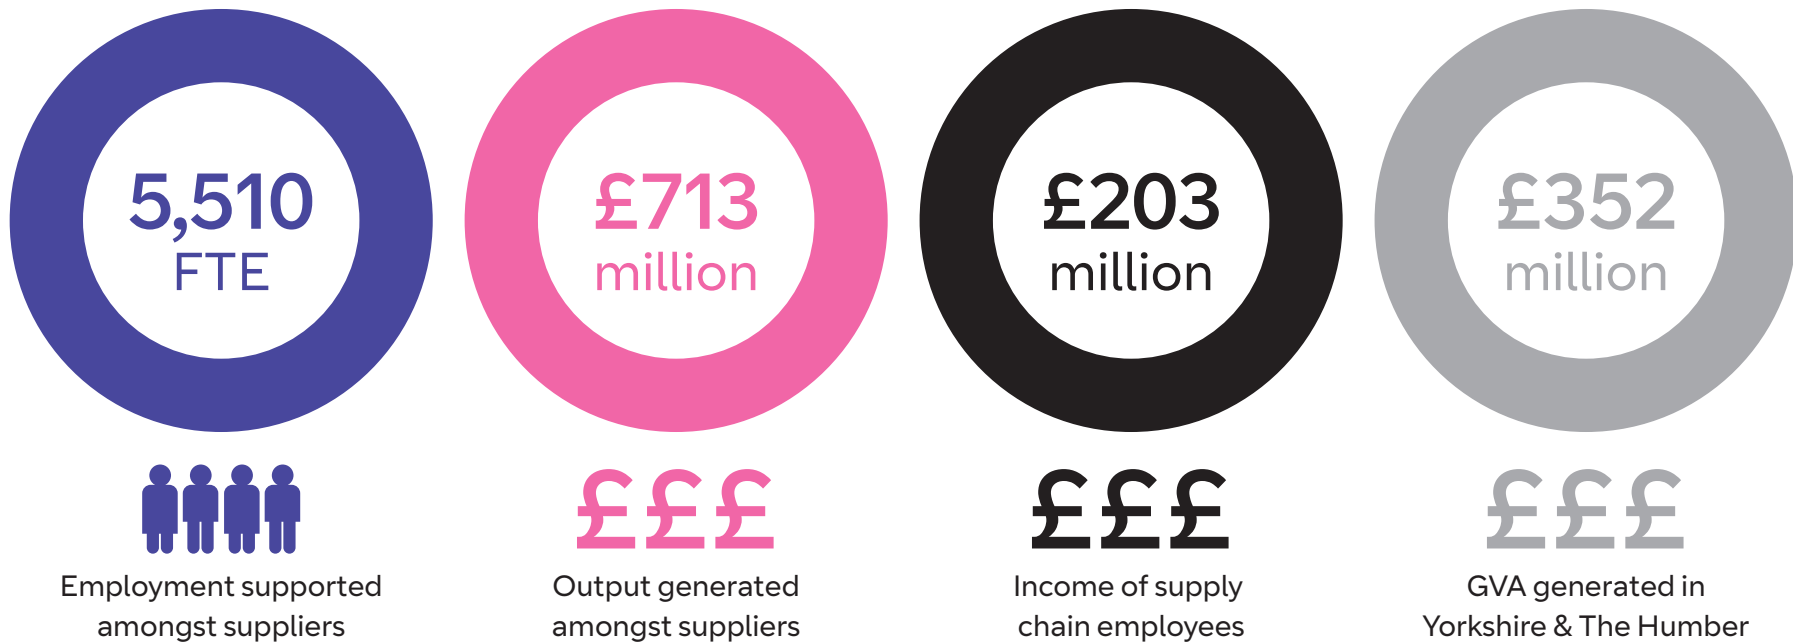 5,510
FTE
£713
million
£203
million
£352
million
£££
£££
£££
Employment supported
amongst suppliers
Output generated
amongst suppliers
Income of supply
chain employees
GVA generated in
Yorkshire & The Humber